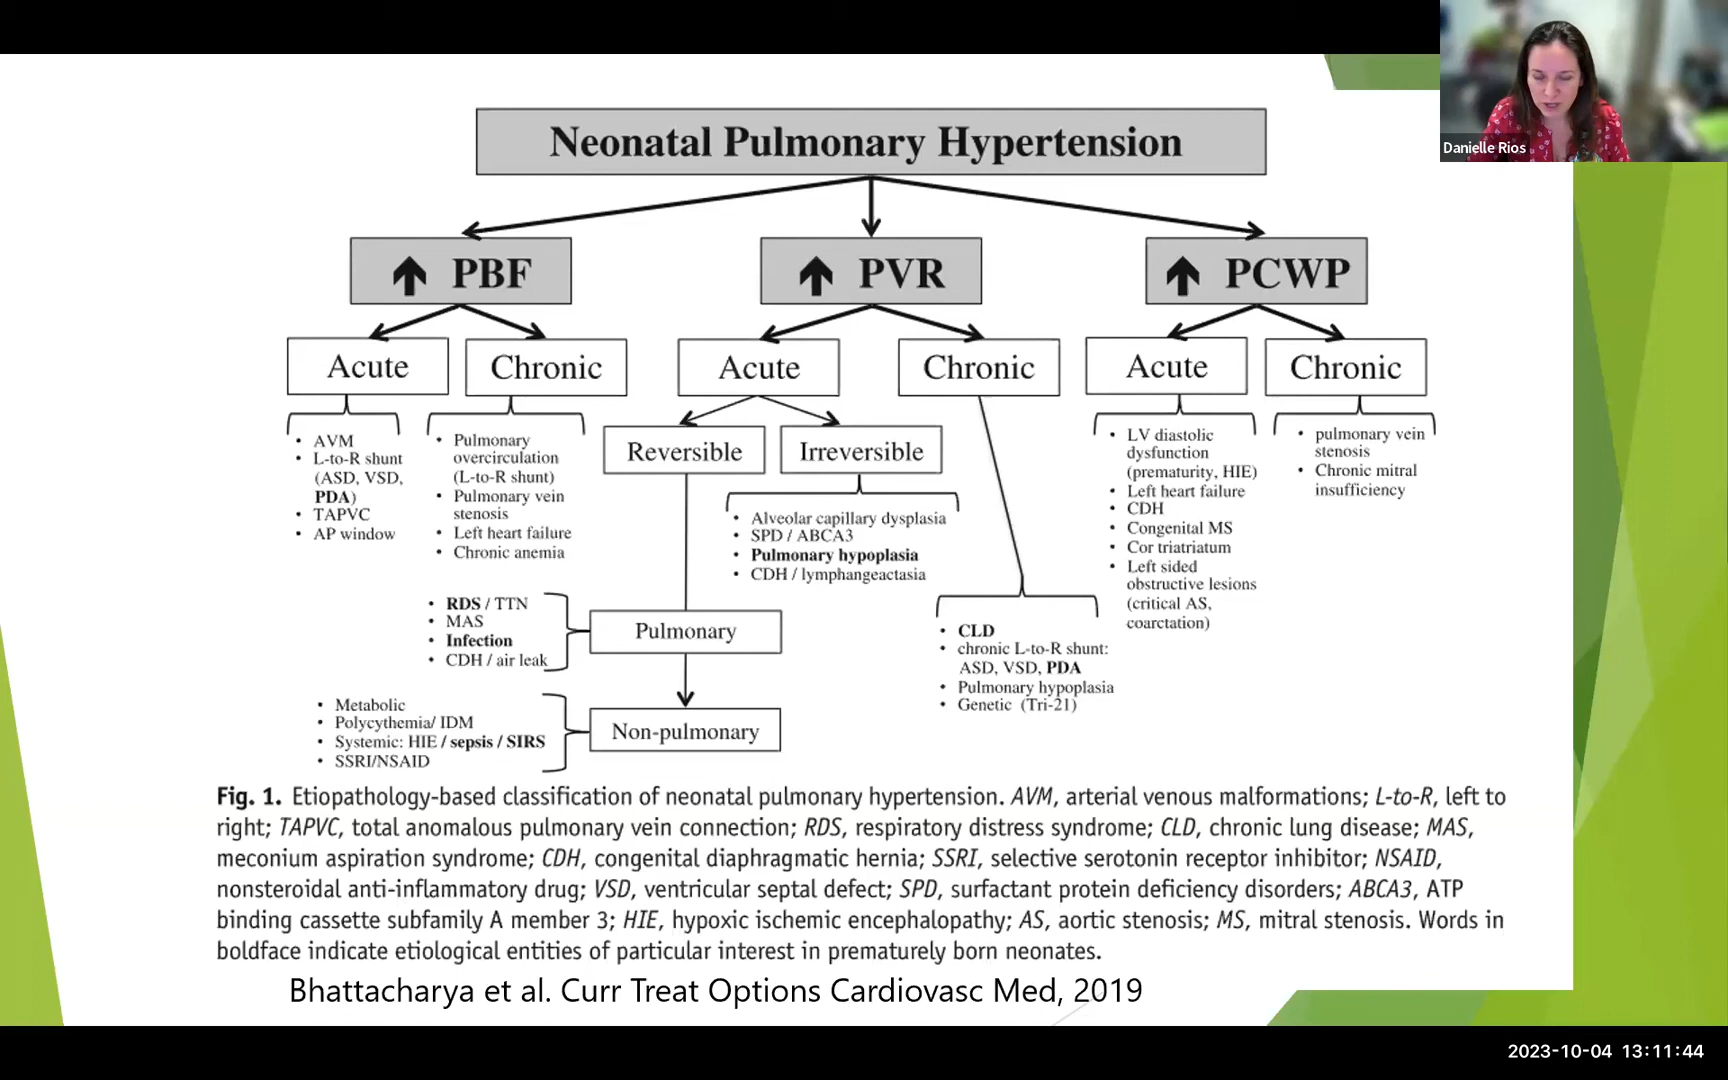 Danielle Rios
Neonatal Pulmonary Hypertension
PBF
PVR
PCWP
Acute
Chronic
Acute
Chronic
Acute
Chronic
• AVM
• L-to-R shunt
(ASD, VSD,
PDA)
• TAPVC
• AP window
• Pulmonary
overcirculation
(L-to-R shunt)
• Pulmonary vein
stenosis
• Left heart failure
• Chronic anemia
Reversible
Irreversible
• Alveolar capillary dysplasia
• SPD / ABCA3
• Pulmonary hypoplasia
• CDH / lymphangeactasia
• LV diastolic
dysfunction
(prematurity, HIE)
• Left heart failure
• CDH
• Congenital MS
• Cor triatriatum
• Left sided
obstructive lesions
(critical AS,
coarctation)
• pulmonary vein
stenosis
• Chronic mitral
insufficiency
• RDS / TTN
• MAS
• Infection
• CDH / air leak
Pulmonary
• CLD
• chronic L-to-R shunt:
ASD, VSD, PDA
• Pulmonary hypoplasia
• Genetic (Tri-21)
• Metabolic
• Polycythemia/ IDM
• Systemic: HIE / sepsis / SIRS
• SSRI/NSAID
Non-pulmonary
Fig. 1. Etiopathology-based classification of neonatal pulmonary hypertension. AVM, arterial venous malformations; L-to-R, left to
right; TAPVC, total anomalous pulmonary vein connection; RDS, respiratory distress syndrome; CLD, chronic lung disease; MAS,
meconium aspiration syndrome; CDH, congenital diaphragmatic hernia; SSRI, selective serotonin receptor inhibitor; NSAID,
nonsteroidal anti-inflammatory drug; VSD, ventricular septal defect; SPD, surfactant protein deficiency disorders; ABCA3, ATP
binding cassette subfamily A member 3; HIE, hypoxic ischemic encephalopathy; AS, aortic stenosis; MS, mitral stenosis. Words in
boldface indicate etiological entities of particular interest in prematurely born neonates.
Bhattacharya et al. Curr Treat Options Cardiovasc Med, 2019
2023-10-04 13:11:44